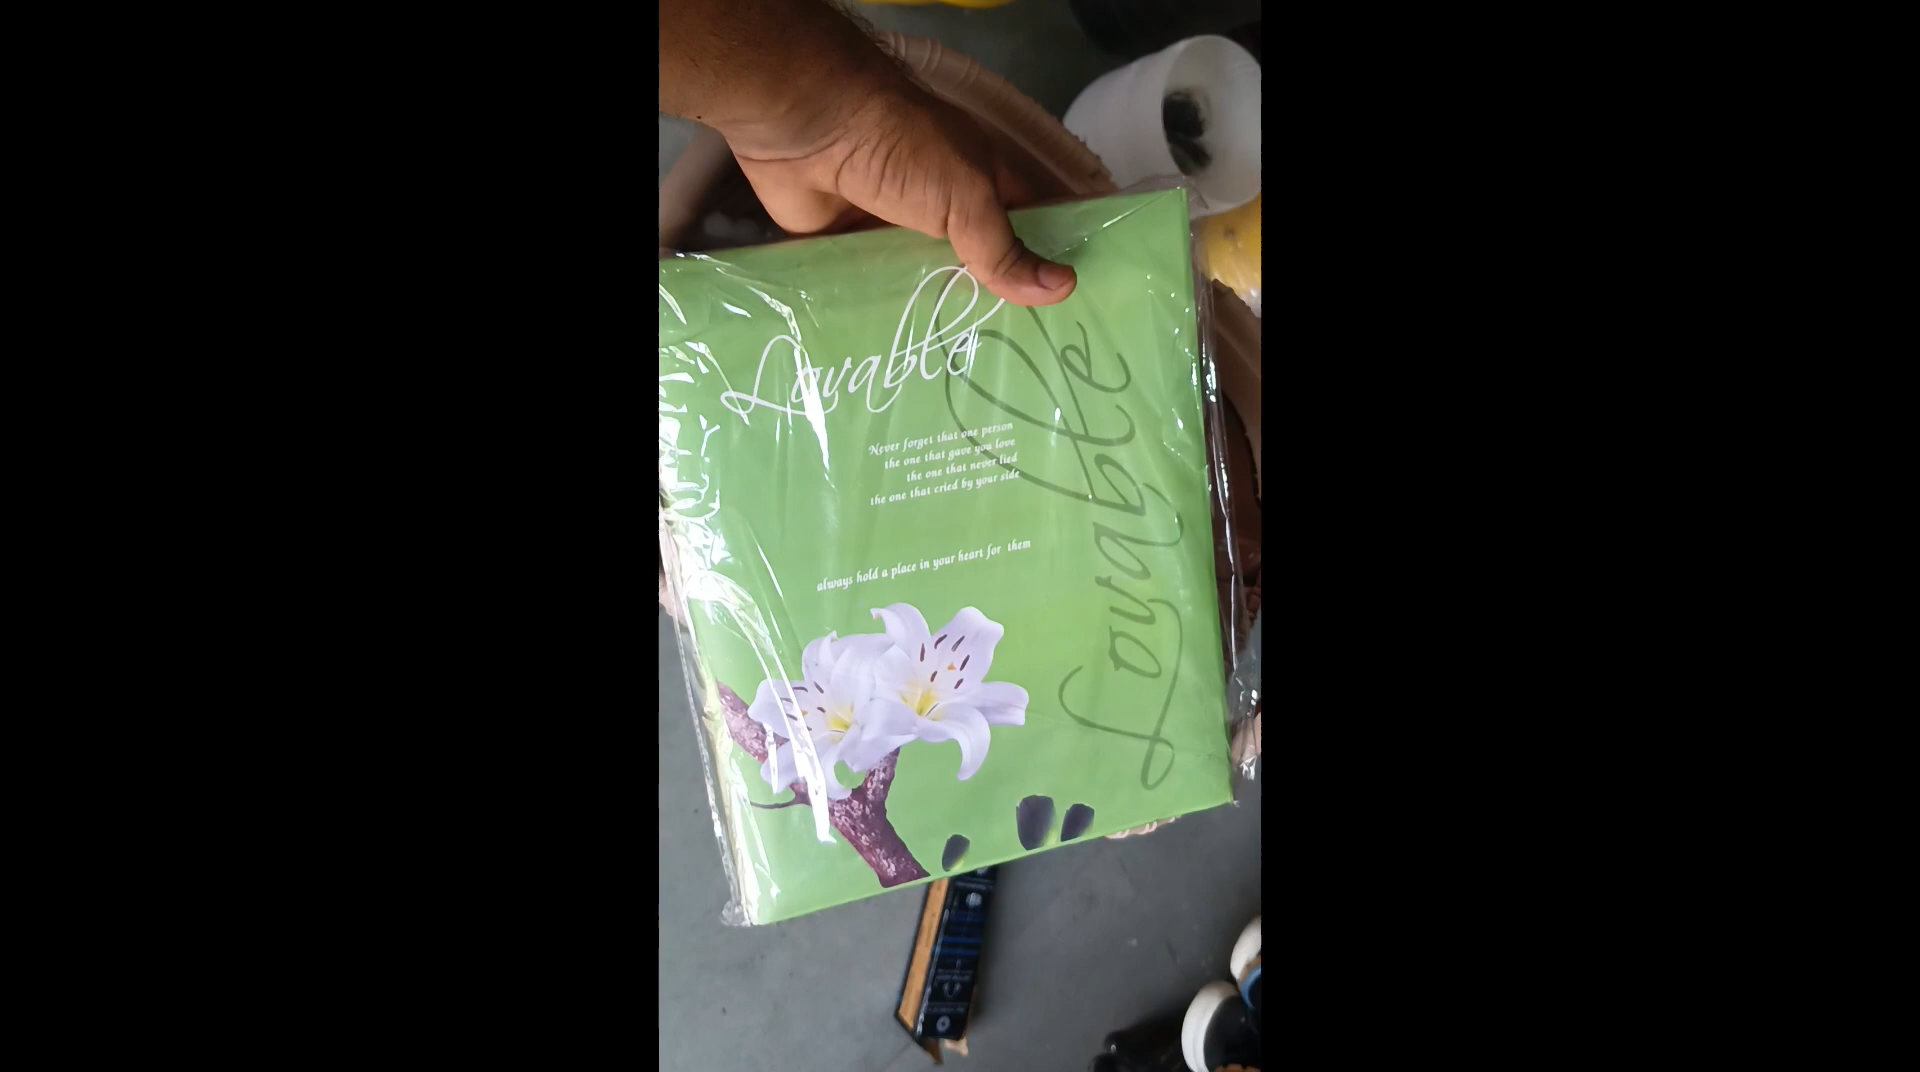 Lovable
Never forget that one person
the one that gave you love
the one that never lied
the one that cried by your side
always hold a place in your heart for them
Lovable